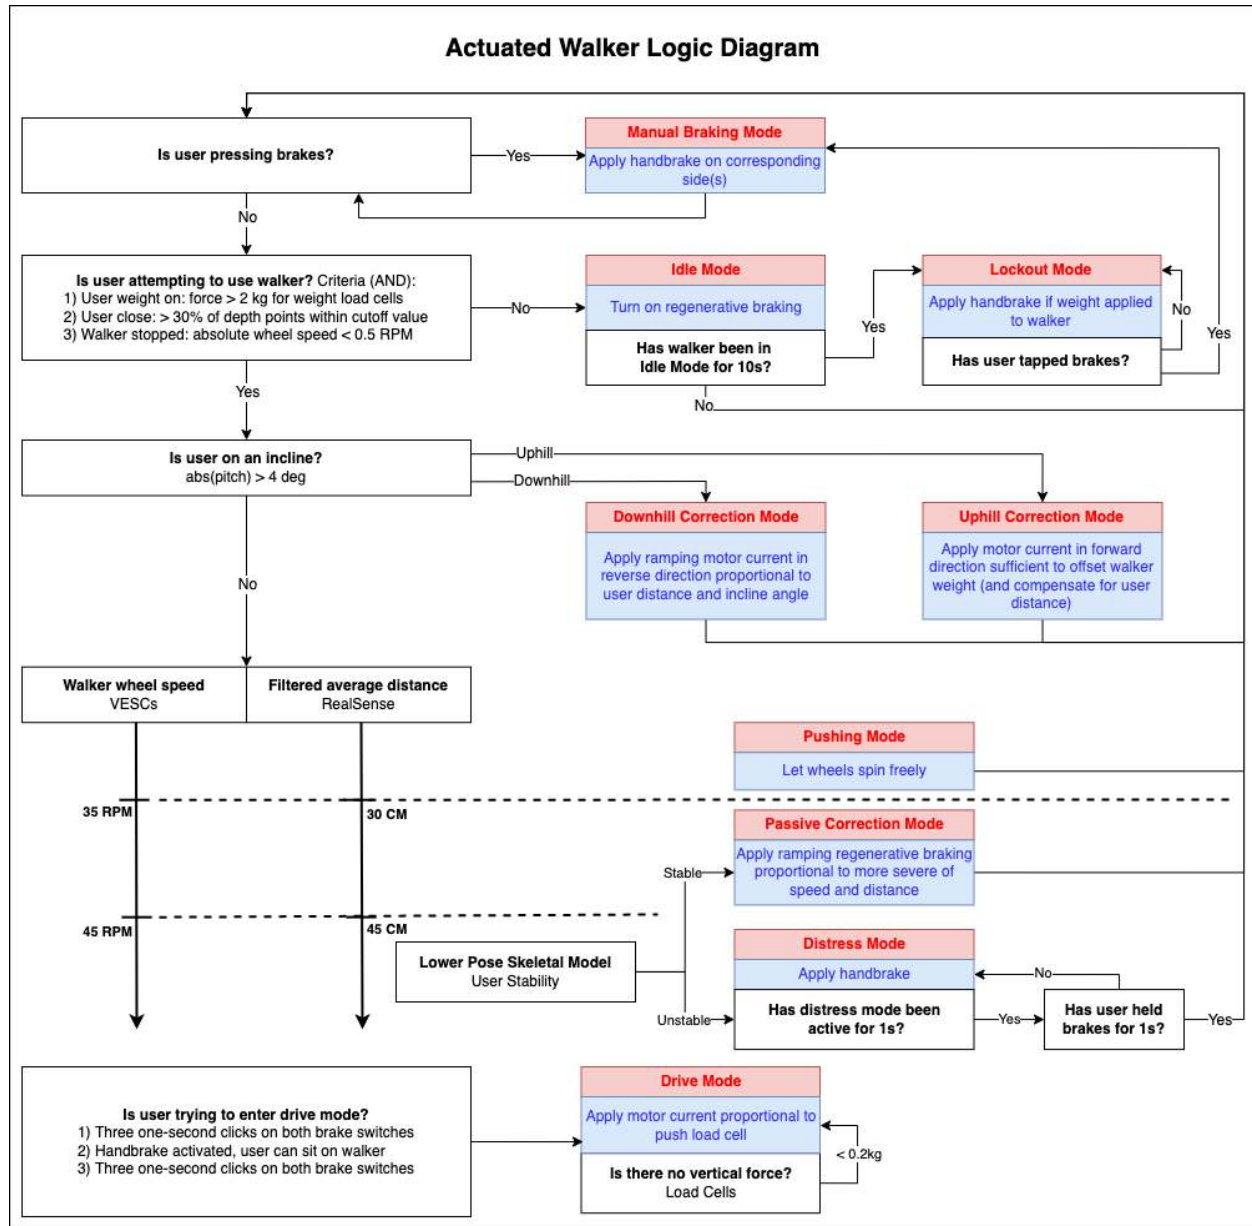 Actuated Walker Logic Diagram
Is user pressing brakes?
Yes
Manual Braking Mode
Apply handbrake on corresponding
side(s)
No
Is user attempting to use walker? Criteria (AND):
1) User weight on: force > 2 kg for weight load cells
2) User close: > 30% of depth points within cutoff value
3) Walker stopped: absolute wheel speed < 0.5 RPM
No
Idle Mode
Turn on regenerative braking
Has walker been in
Idle Mode for 10s?
Yes
No
Lockout Mode
Apply handbrake if weight applied
to walker
Has user tapped brakes?
No
Yes
Yes
Is user on an incline?
abs(pitch) > 4 deg
Uphill
Downhill
Downhill Correction Mode
Apply ramping motor current in
reverse direction proportional to
user distance and incline angle
Uphill Correction Mode
Apply motor current in forward
direction sufficient to offset walker
weight (and compensate for user
distance)
No
Walker wheel speed
VESCs
Filtered average distance
RealSense
Pushing Mode
Let wheels spin freely
35 RPM
30 CM
Passive Correction Mode
Apply ramping regenerative braking
proportional to more severe of
speed and distance
Stable
45 RPM
45 CM
Lower Pose Skeletal Model
User Stability
Unstable
Distress Mode
Apply handbrake
Has distress mode been
active for 1s?
Yes
No
Has user held
brakes for 1s?
Yes
Is user trying to enter drive mode?
1) Three one-second clicks on both brake switches
2) Handbrake activated, user can sit on walker
3) Three one-second clicks on both brake switches
Drive Mode
Apply motor current proportional to
push load cell
Is there no vertical force?
Load Cells
< 0.2kg